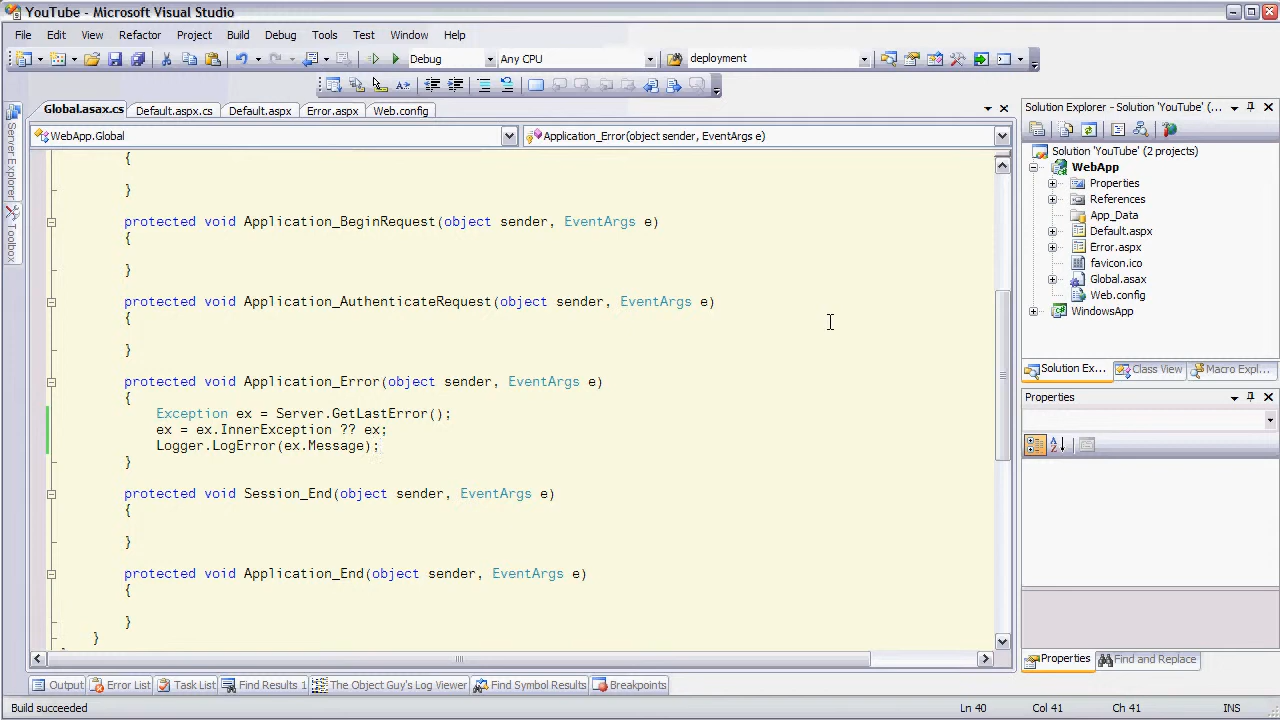 YouTube - Microsoft Visual Studio
File Edit View Refactor Project Build Debug Tools Test Window Help
Debug Any CPU deployment
Global.asax.cs Default.aspx.cs Default.aspx Error.aspx Web.config
WebApp.Global Application_Error(object sender, EventArgs e)
Server Explorer
Toolbox
{
}
protected void Application_BeginRequest(object sender, EventArgs e)
{
}
protected void Application_AuthenticateRequest(object sender, EventArgs e)
{
}
protected void Application_Error(object sender, EventArgs e)
{
Exception ex = Server.GetLastError();
ex = ex.InnerException ?? ex;
Logger.LogError(ex.Message);
}
protected void Session_End(object sender, EventArgs e)
{
}
protected void Application_End(object sender, EventArgs e)
{
}
}
Solution Explorer - Solution 'YouTube' (...
Solution 'YouTube' (2 projects)
WebApp
Properties
References
App_Data
Default.aspx
Error.aspx
favicon.ico
Global.asax
Web.config
WindowsApp
Solution Ex... Class View Macro Expl...
Properties
Properties Find and Replace
Output Error List Task List Find Results 1 The Object Guy's Log Viewer Find Symbol Results Breakpoints
Build succeeded Ln 40 Col 41 Ch 41 INS